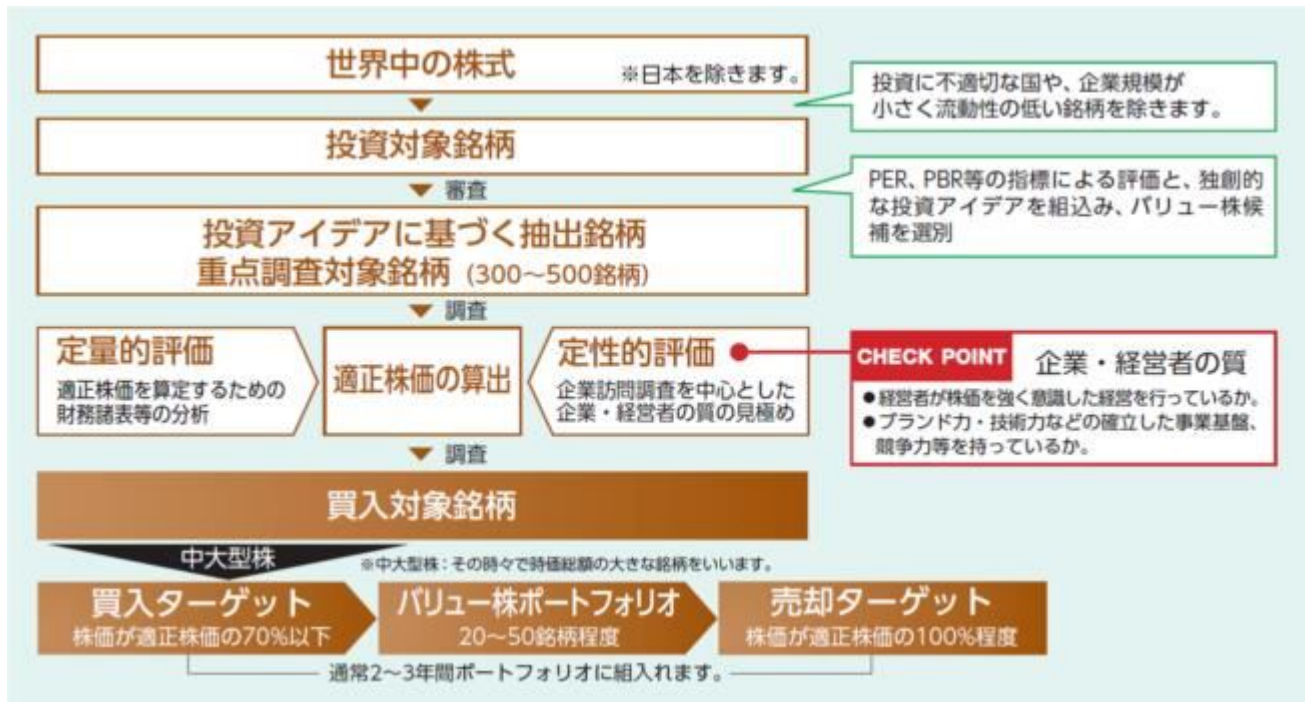 世界中の株式 ※日本を除きます。
投資に不適切な国や、企業規模が
小さく流動性の低い銘柄を除きます。
投資対象銘柄
審査
PER、PBR等の指標による評価と、独創的
な投資アイデアを組込み、バリュー株候
補を選別
投資アイデアに基づく抽出銘柄
重点調査対象銘柄（300〜500銘柄）
調査
定量的評価
適正株価を算定するための
財務諸表等の分析
適正株価の算出
定性的評価
企業訪問調査を中心とした
企業・経営者の質の見極め
CHECK POINT 企業・経営者の質
●経営者が株価を強く意識した経営を行っているか。
●ブランド力・技術力などの確立した事業基盤、
競争力等を持っているか。
調査
買入対象銘柄
中大型株
※中大型株：その時々で時価総額の大きな銘柄をいいます。
買入ターゲット
株価が適正株価の70%以下
バリュー株ポートフォリオ
20〜50銘柄程度
売却ターゲット
株価が適正株価の100%程度
通常2〜3年間ポートフォリオに組入れます。